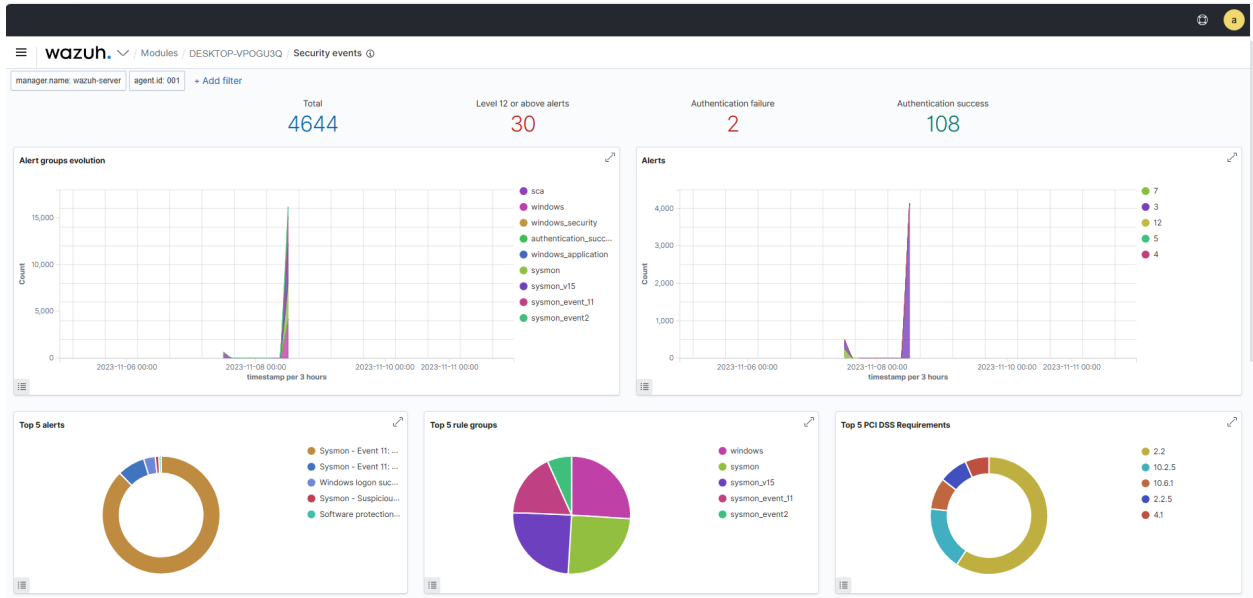 a
wazuh. / Modules / DESKTOP-VPOGU3Q / Security events
manager.name: wazuh-server agent.id: 001 + Add filter
Total
4644
Level 12 or above alerts
30
Authentication failure
2
Authentication success
108
Alert groups evolution
Count
15,000
10,000
5,000
0
2023-11-06 00:00 2023-11-08 00:00 2023-11-10 00:00 2023-11-11 00:00
timestamp per 3 hours
sca
windows
windows_security
authentication_succ...
windows_application
sysmon
sysmon_v15
sysmon_event_11
sysmon_event2
Alerts
Count
4,000
3,000
2,000
1,000
0
2023-11-06 00:00 2023-11-08 00:00 2023-11-10 00:00 2023-11-11 00:00
timestamp per 3 hours
7
3
12
5
4
Top 5 alerts
Sysmon - Event 11: ...
Sysmon - Event 11: ...
Windows logon suc...
Sysmon - Suspiciou...
Software protection...
Top 5 rule groups
windows
sysmon
sysmon_v15
sysmon_event_11
sysmon_event2
Top 5 PCI DSS Requirements
2.2
10.2.5
10.6.1
2.2.5
4.1